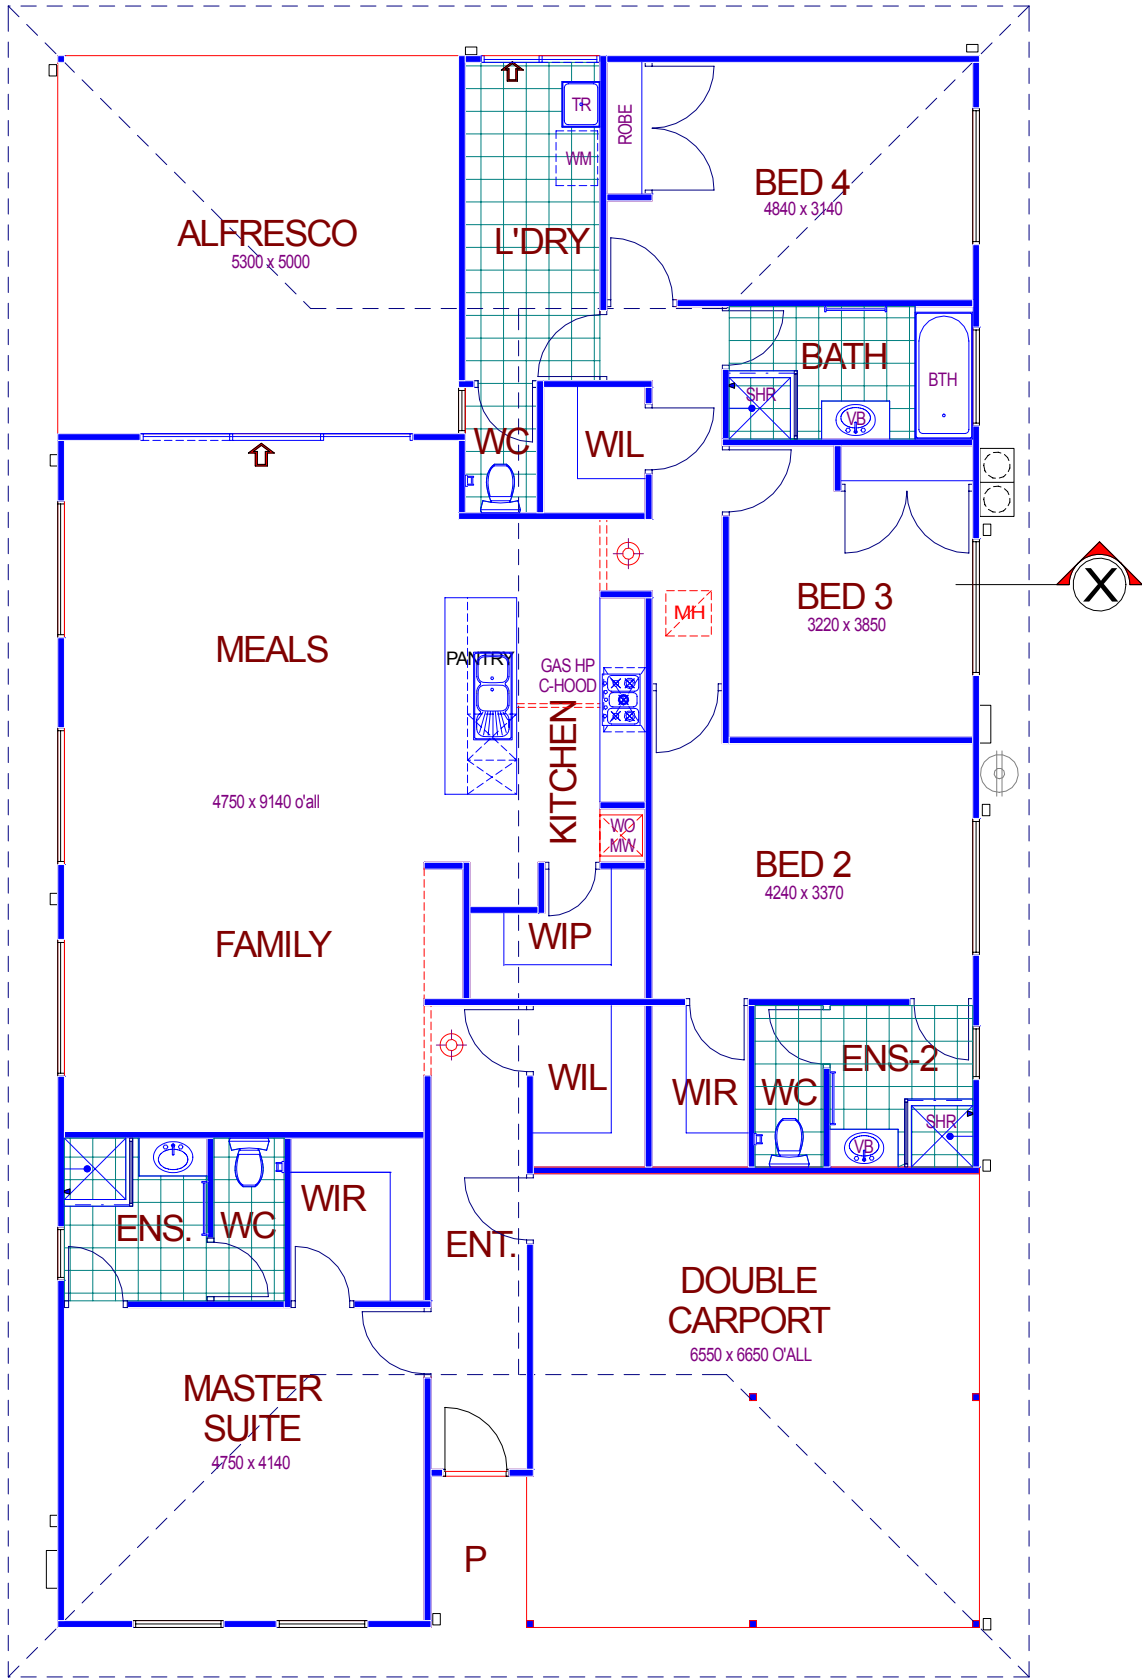 TR
WM
ROBE
BED 4
4840 x 3140
ALFRESCO
5300 x 5000
L'DRY
BATH
BTH
SHR
VB
WC
WIL
BED 3
3220 x 3850
X
MH
MEALS
PANTRY
GAS HP
C-HOOD
KITCHEN
4750 x 9140 o'all
WO
MW
BED 2
4240 x 3370
FAMILY
WIP
WIL
WIR
WC
ENS-2
SHR
VB
ENS.
WC
WIR
ENT.
DOUBLE
CARPORT
6550 x 6650 O'ALL
MASTER
SUITE
4750 x 4140
P